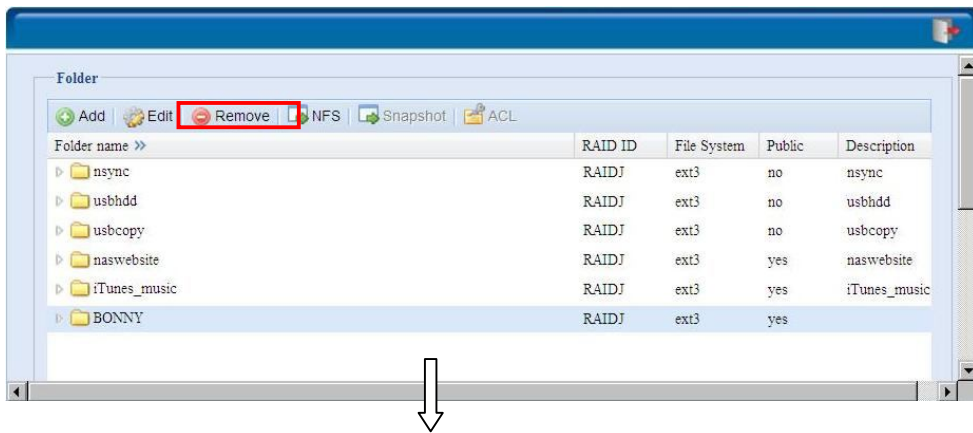 Folder
Add Edit Remove NFS Snapshot ACL
Folder name >> RAID ID File System Public Description
nsync RAIDJ ext3 no nsync
usbhdd RAIDJ ext3 no usbhdd
usbcopy RAIDJ ext3 no usbcopy
naswebsite RAIDJ ext3 yes naswebsite
iTunes_music RAIDJ ext3 yes iTunes_music
BONNY RAIDJ ext3 yes